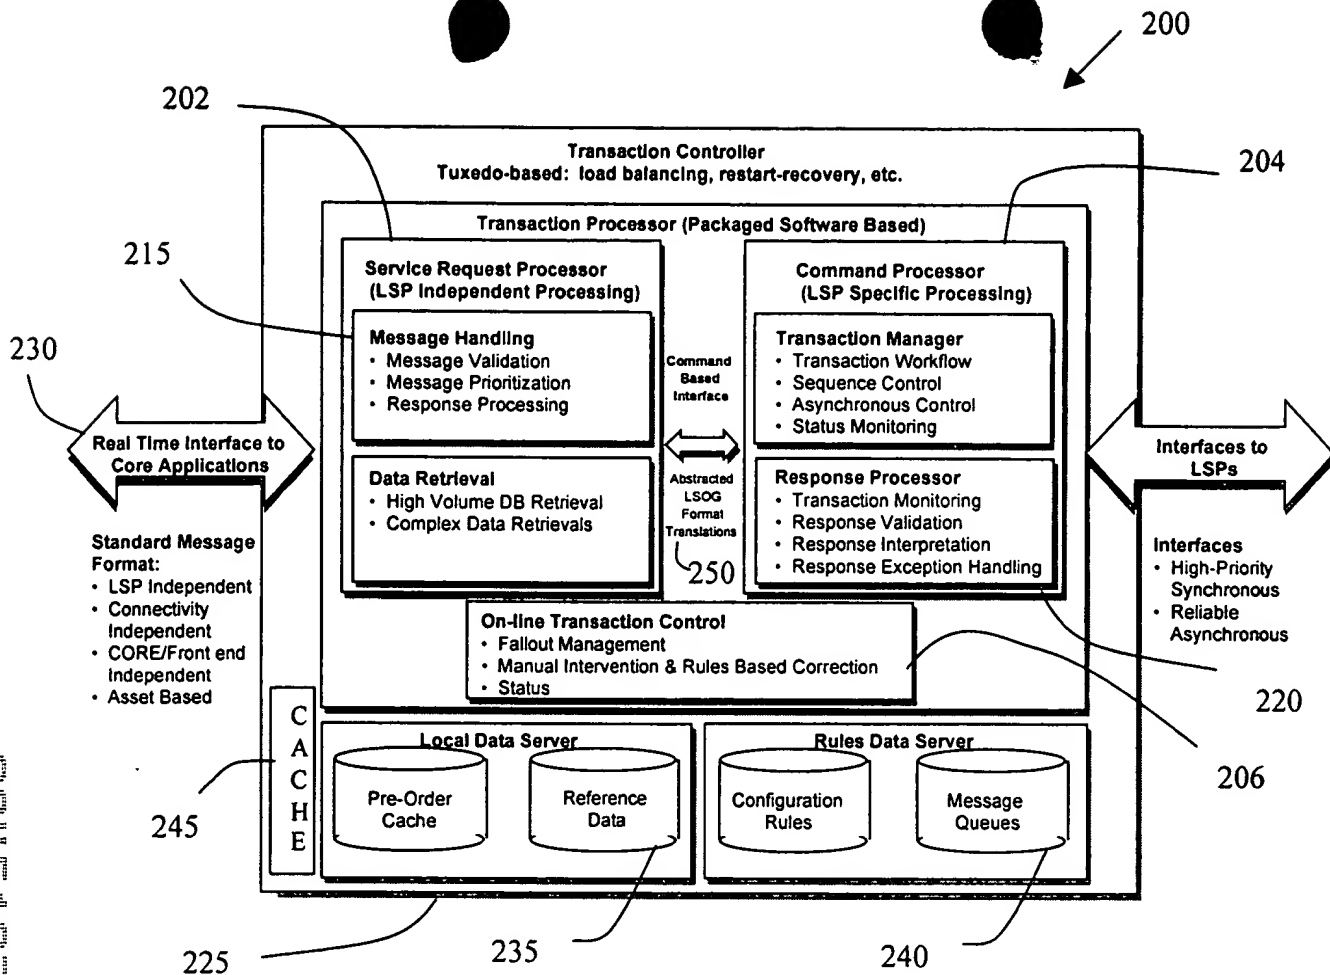 200
202
Transaction Controller
Tuxedo-based: load balancing, restart-recovery, etc.
204
Transaction Processor (Packaged Software Based)
215
Service Request Processor
(LSP Independent Processing)
Message Handling
• Message Validation
• Message Prioritization
• Response Processing
Data Retrieval
• High Volume DB Retrieval
• Complex Data Retrievals
Command
Based
Interface
Abstracted
LSOG
Format
Translations
250
Command Processor
(LSP Specific Processing)
Transaction Manager
• Transaction Workflow
• Sequence Control
• Asynchronous Control
• Status Monitoring
Response Processor
• Transaction Monitoring
• Response Validation
• Response Interpretation
• Response Exception Handling
230
Real Time Interface to
Core Applications
Standard Message
Format:
• LSP Independent
• Connectivity
Independent
• CORE/Front end
Independent
• Asset Based
Interfaces to
LSPs
Interfaces
• High-Priority
Synchronous
• Reliable
Asynchronous
On-line Transaction Control
• Fallout Management
• Manual Intervention & Rules Based Correction
• Status
220
206
CACHE
245
Local Data Server
Pre-Order
Cache
Reference
Data
Rules Data Server
Configuration
Rules
Message
Queues
225
235
240